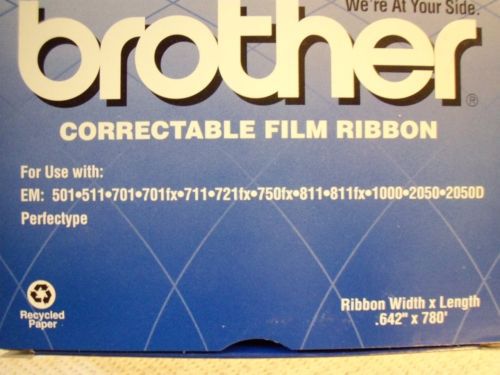 We're At Your Side.
brother®
CORRECTABLE FILM RIBBON
For Use with:
EM: 501•511•701•701fx•711•721fx•750fx•811•811fx•1000•2050•2050D
Perfectype
Recycled
Paper
Ribbon Width x Length
.642" x 780'